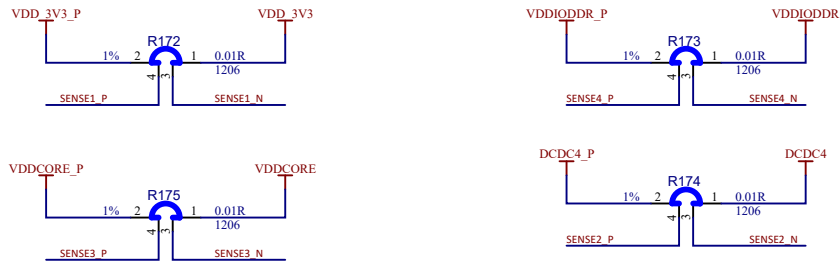 VDD_3V3_P VDD_3V3
R172
1% 2 1 0.01R
4 3 1206
SENSE1_P SENSE1_N
VDDIODDR_P VDDIODDR
R173
1% 2 1 0.01R
4 3 1206
SENSE4_P SENSE4_N
VDDCORE_P VDDCORE
R175
1% 2 1 0.01R
4 3 1206
SENSE3_P SENSE3_N
DCDC4_P DCDC4
R174
1% 2 1 0.01R
4 3 1206
SENSE2_P SENSE2_N